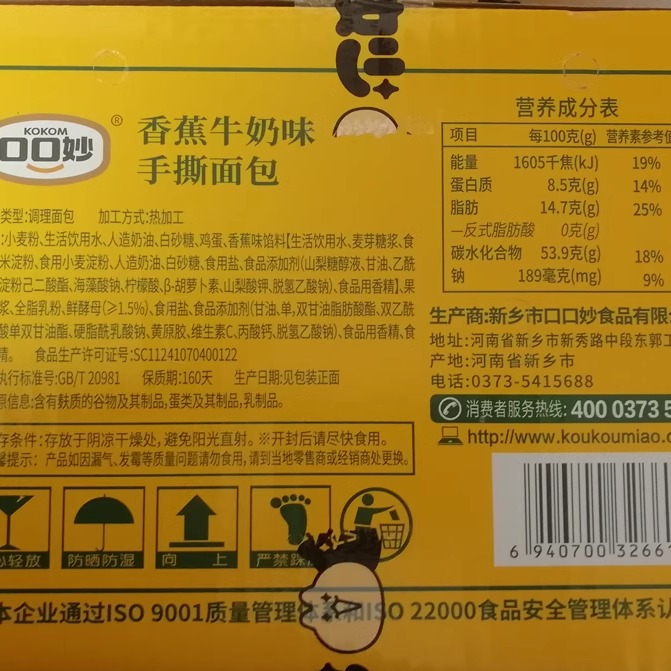 KOKOM
口口妙
®
香蕉牛奶味
手撕面包
类型:调理面包 加工方式:热加工
:小麦粉、生活饮用水、人造奶油、白砂糖、鸡蛋、香蕉味馅料【生活饮用水、麦芽糖浆、食
米淀粉、食用小麦淀粉、人造奶油、白砂糖、食用盐、食品添加剂(山梨糖醇液、甘油、乙酰
淀粉己二酸酯、海藻酸钠、柠檬酸、β-胡萝卜素、山梨酸钾、脱氢乙酸钠)、食品用香精】、果
浆、全脂乳粉、鲜酵母(≥1.5%)、食用盐、食品添加剂(甘油、单,双甘油脂肪酸酯、双乙酰
酸单双甘油酯、硬脂酰乳酸钠、黄原胶、维生素C、丙酸钙、脱氢乙酸钠)、食品用香精、食
精。 食品生产许可证号:SC11241070400122
执行标准号:GB/T 20981 保质期:160天 生产日期:见包装正面
原信息:含有麸质的谷物及其制品,蛋类及其制品,乳制品。
存条件:存放于阴凉干燥处,避免阳光直射。※开封后请尽快食用。
馨提示: 产品如因漏气、发霉等质量问题请勿食用,请到当地零售商或经销商处更换。
心轻放
防晒防湿
向 上
严禁踩
营养成分表
项目 每100克(g) 营养素参考值
能量 1605千焦(kJ) 19%
蛋白质 8.5克(g) 14%
脂肪 14.7克(g) 25%
—反式脂肪酸 0克(g)
碳水化合物 53.9克(g) 18%
钠 189毫克(mg) 9%
生产商:新乡市口口妙食品有限
地址:河南省新乡市新秀路中段东郭工
产地:河南省新乡市
电话:0373-5415688
消费者服务热线:400 0373 5
http://www.koukoumiao.c
6 940700 32661
本企业通过ISO 9001质量管理体系和ISO 22000食品安全管理体系认